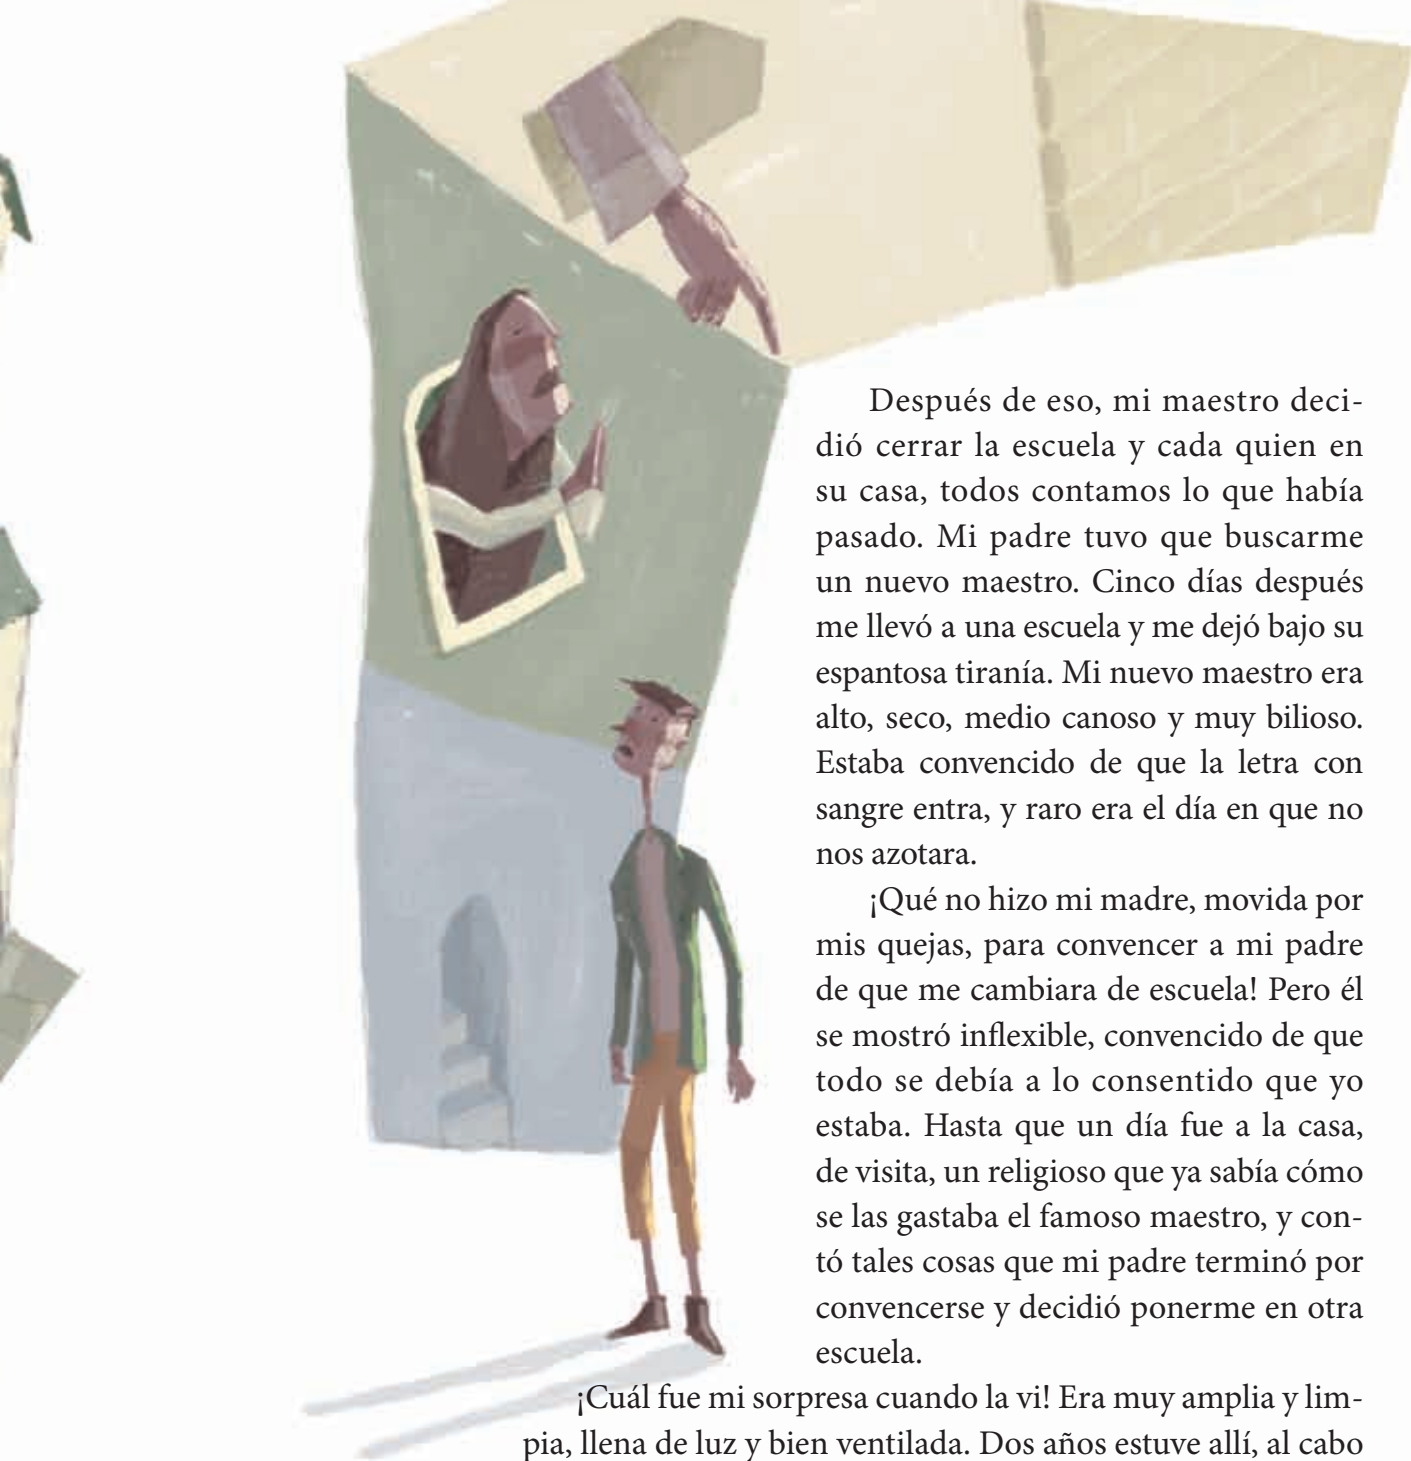 Después de eso, mi maestro deci-
dió cerrar la escuela y cada quien en
su casa, todos contamos lo que había
pasado. Mi padre tuvo que buscarme
un nuevo maestro. Cinco días después
me llevó a una escuela y me dejó bajo su
espantosa tiranía. Mi nuevo maestro era
alto, seco, medio canoso y muy bilioso.
Estaba convencido de que la letra con
sangre entra, y raro era el día en que no
nos azotara.
¡Qué no hizo mi madre, movida por
mis quejas, para convencer a mi padre
de que me cambiara de escuela! Pero él
se mostró inflexible, convencido de que
todo se debía a lo consentido que yo
estaba. Hasta que un día fue a la casa,
de visita, un religioso que ya sabía cómo
se las gastaba el famoso maestro, y con-
tó tales cosas que mi padre terminó por
convencerse y decidió ponerme en otra
escuela.
¡Cuál fue mi sorpresa cuando la vi! Era muy amplia y lim-
pia, llena de luz y bien ventilada. Dos años estuve allí, al cabo